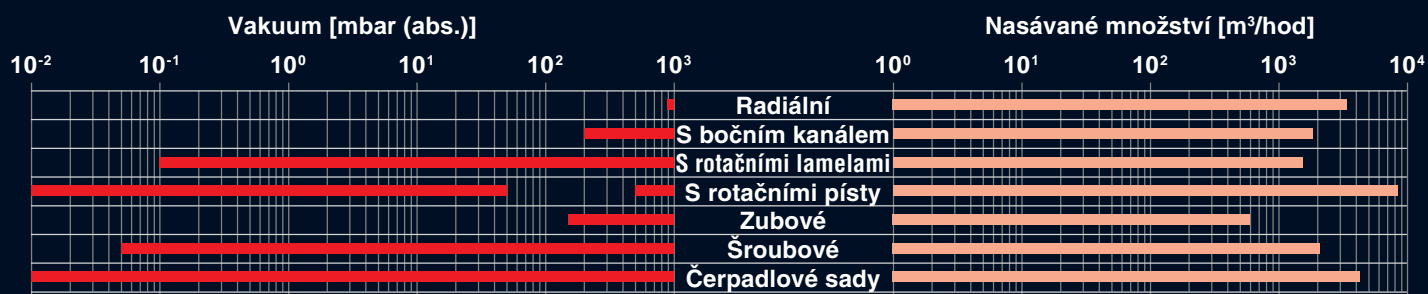 Vakuum [mbar (abs.)] Nasávané množství [m³/hod]
10⁻² 10⁻¹ 10⁰ 10¹ 10² 10³ 10⁰ 10¹ 10² 10³ 10⁴
Radiální
S bočním kanálem
S rotačními lamelami
S rotačními písty
Zubové
Šroubové
Čerpadlové sady